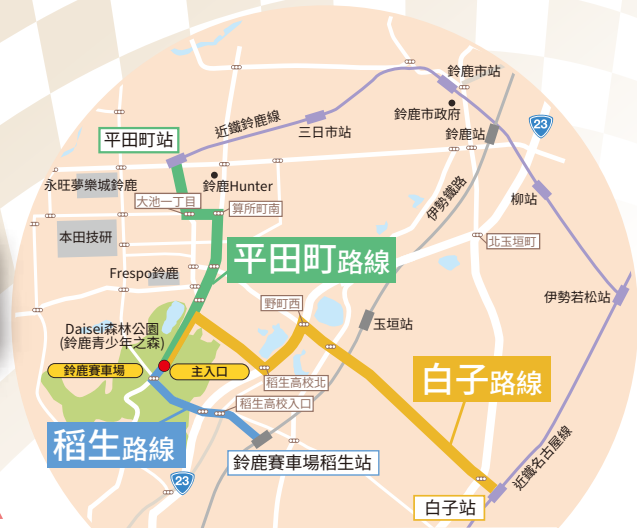 鈴鹿市站
鈴鹿市政府
近鐵鈴鹿線
三日市站
鈴鹿站
23
平田町站
永旺夢樂城鈴鹿
鈴鹿Hunter
伊勢鐵路
柳站
大池一丁目
算所町南
本田技研
北玉垣町
平田町路線
Frespo鈴鹿
伊勢若松站
野町西
玉垣站
Daisei森林公園
(鈴鹿青少年之森)
鈴鹿賽車場
主入口
稻生高校北
白子路線
稻生高校入口
稻生路線
鈴鹿賽車場稻生站
近鐵名古屋線
23
白子站